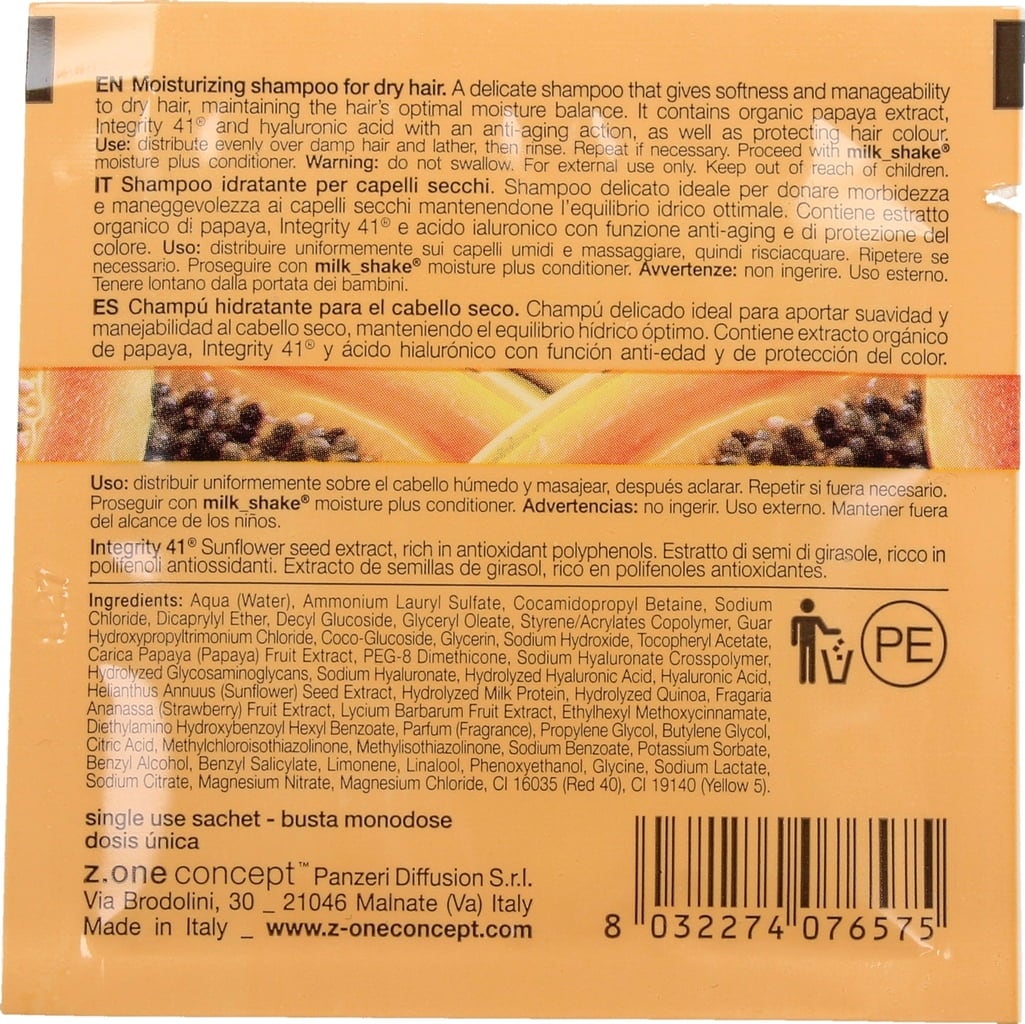 EN Moisturizing shampoo for dry hair. A delicate shampoo that gives softness and manageability
to dry hair, maintaining the hair's optimal moisture balance. It contains organic papaya extract,
Integrity 41® and hyaluronic acid with an anti-aging action, as well as protecting hair colour.
Use: distribute evenly over damp hair and lather, then rinse. Repeat if necessary. Proceed with milk_shake®
moisture plus conditioner. Warning: do not swallow. For external use only. Keep out of reach of children.
IT Shampoo idratante per capelli secchi. Shampoo delicato ideale per donare morbidezza
e maneggevolezza ai capelli secchi mantenendone l'equilibrio idrico ottimale. Contiene estratto
organico di papaya, Integrity 41® e acido ialuronico con funzione anti-aging e di protezione del
colore. Uso: distribuire uniformemente sui capelli umidi e massaggiare, quindi risciacquare. Ripetere se
necessario. Proseguire con milk_shake® moisture plus conditioner. Avvertenze: non ingerire. Uso esterno.
Tenere lontano dalla portata dei bambini.
ES Champú hidratante para el cabello seco. Champú delicado ideal para aportar suavidad y
manejabilidad al cabello seco, manteniendo el equilibrio hídrico óptimo. Contiene extracto orgánico
de papaya, Integrity 41® y ácido hialurónico con función anti-edad y de protección del color.
Uso: distribuir uniformemente sobre el cabello húmedo y masajear, después aclarar. Repetir si fuera necesario.
Proseguir con milk_shake® moisture plus conditioner. Advertencias: no ingerir. Uso externo. Mantener fuera
del alcance de los niños.
Integrity 41® Sunflower seed extract, rich in antioxidant polyphenols. Estratto di semi di girasole, ricco in
polifenoli antiossidanti. Extracto de semillas de girasol, rico en polifenoles antioxidantes.
Ingredients: Aqua (Water), Ammonium Lauryl Sulfate, Cocamidopropyl Betaine, Sodium
Chloride, Dicaprylyl Ether, Decyl Glucoside, Glyceryl Oleate, Styrene/Acrylates Copolymer, Guar
Hydroxypropyltrimonium Chloride, Coco-Glucoside, Glycerin, Sodium Hydroxide, Tocopheryl Acetate,
Carica Papaya (Papaya) Fruit Extract, PEG-8 Dimethicone, Sodium Hyaluronate Crosspolymer,
Hydrolyzed Glycosaminoglycans, Sodium Hyaluronate, Hydrolyzed Hyaluronic Acid, Hyaluronic Acid,
Helianthus Annuus (Sunflower) Seed Extract, Hydrolyzed Milk Protein, Hydrolyzed Quinoa, Fragaria
Ananassa (Strawberry) Fruit Extract, Lycium Barbarum Fruit Extract, Ethylhexyl Methoxycinnamate,
Diethylamino Hydroxybenzoyl Hexyl Benzoate, Parfum (Fragrance), Propylene Glycol, Butylene Glycol,
Citric Acid, Methylchloroisothiazolinone, Methylisothiazolinone, Sodium Benzoate, Potassium Sorbate,
Benzyl Alcohol, Benzyl Salicylate, Limonene, Linalool, Phenoxyethanol, Glycine, Sodium Lactate,
Sodium Citrate, Magnesium Nitrate, Magnesium Chloride, CI 16035 (Red 40), CI 19140 (Yellow 5).
PE
single use sachet - busta monodose
dosis única
z.one concept™ Panzeri Diffusion S.r.l.
Via Brodolini, 30 _ 21046 Malnate (Va) Italy
Made in Italy _ www.z-oneconcept.com
8 032274 076575